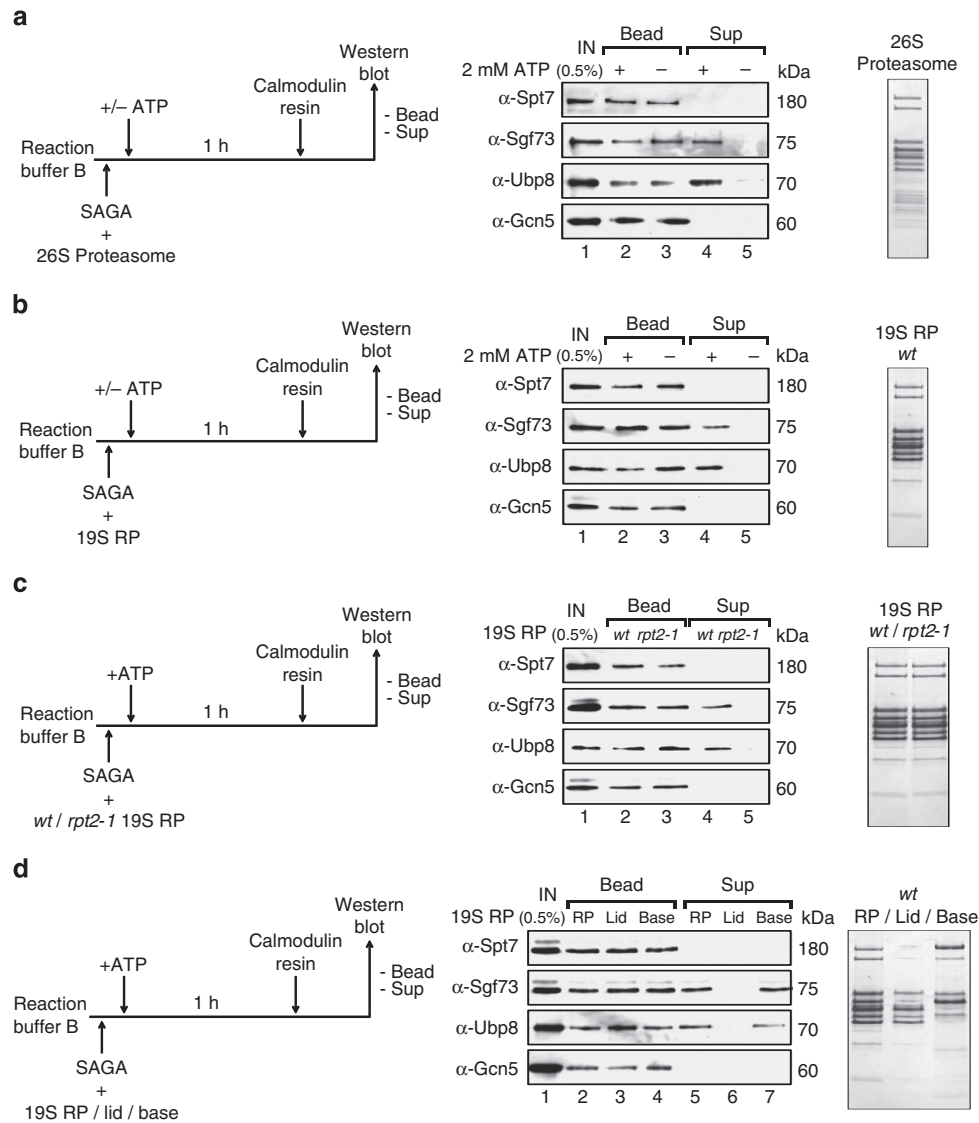 a
Western
blot
Calmodulin
resin
- Bead
- Sup
+/– ATP
1 h
Reaction
buffer B
SAGA
+
26S Proteasome
IN
Bead
Sup
2 mM ATP (0.5%) + – + – kDa
α-Spt7 180
α-Sgf73 75
α-Ubp8 70
α-Gcn5 60
1 2 3 4 5
26S
Proteasome
b
Western
blot
Calmodulin
resin
- Bead
- Sup
+/– ATP
1 h
Reaction
buffer B
SAGA
+
19S RP
IN
Bead
Sup
2 mM ATP (0.5%) + – + – kDa
α-Spt7 180
α-Sgf73 75
α-Ubp8 70
α-Gcn5 60
1 2 3 4 5
19S RP
wt
c
Western
blot
Calmodulin
resin
- Bead
- Sup
+ATP
1 h
Reaction
buffer B
SAGA
+
wt / rpt2-1 19S RP
IN
Bead
Sup
19S RP (0.5%) wt rpt2-1 wt rpt2-1 kDa
α-Spt7 180
α-Sgf73 75
α-Ubp8 70
α-Gcn5 60
1 2 3 4 5
19S RP
wt / rpt2-1
d
Western
blot
Calmodulin
resin
- Bead
- Sup
+ATP
1 h
Reaction
buffer B
SAGA
+
19S RP / lid / base
IN
Bead
Sup
19S RP (0.5%) RP Lid Base RP Lid Base kDa
α-Spt7 180
α-Sgf73 75
α-Ubp8 70
α-Gcn5 60
1 2 3 4 5 6 7
wt
RP / Lid / Base